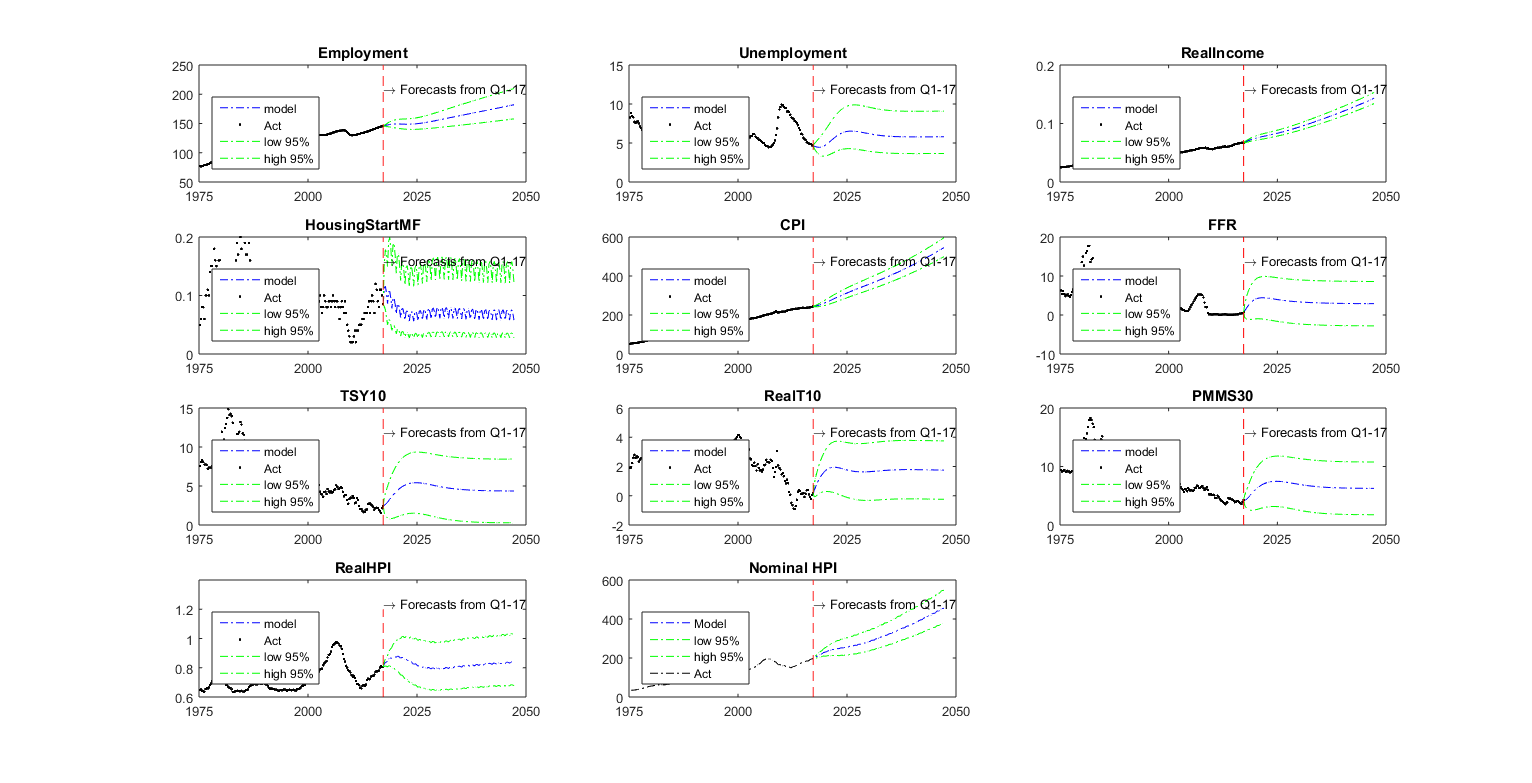 Employment
250
200
150
100
50
1975
2000
2025
2050
→ Forecasts from Q1-17
model
Act
low 95%
high 95%
Unemployment
15
10
5
0
1975
2000
2025
2050
→ Forecasts from Q1-17
model
Act
low 95%
high 95%
RealIncome
0.2
0.1
0
1975
2000
2025
2050
→ Forecasts from Q1-17
model
Act
low 95%
high 95%
HousingStartMF
0.2
0.1
0
1975
2000
2025
2050
→ Forecasts from Q1-17
model
Act
low 95%
high 95%
CPI
600
400
200
0
1975
2000
2025
2050
→ Forecasts from Q1-17
model
Act
low 95%
high 95%
FFR
20
10
0
-10
1975
2000
2025
2050
→ Forecasts from Q1-17
model
Act
low 95%
high 95%
TSY10
15
10
5
0
1975
2000
2025
2050
→ Forecasts from Q1-17
model
Act
low 95%
high 95%
RealT10
6
4
2
0
-2
1975
2000
2025
2050
→ Forecasts from Q1-17
model
Act
low 95%
high 95%
PMMS30
20
10
0
1975
2000
2025
2050
→ Forecasts from Q1-17
model
Act
low 95%
high 95%
RealHPI
1.2
1
0.8
0.6
1975
2000
2025
2050
→ Forecasts from Q1-17
model
Act
low 95%
high 95%
Nominal HPI
600
400
200
0
1975
2000
2025
2050
→ Forecasts from Q1-17
Model
low 95%
high 95%
Act